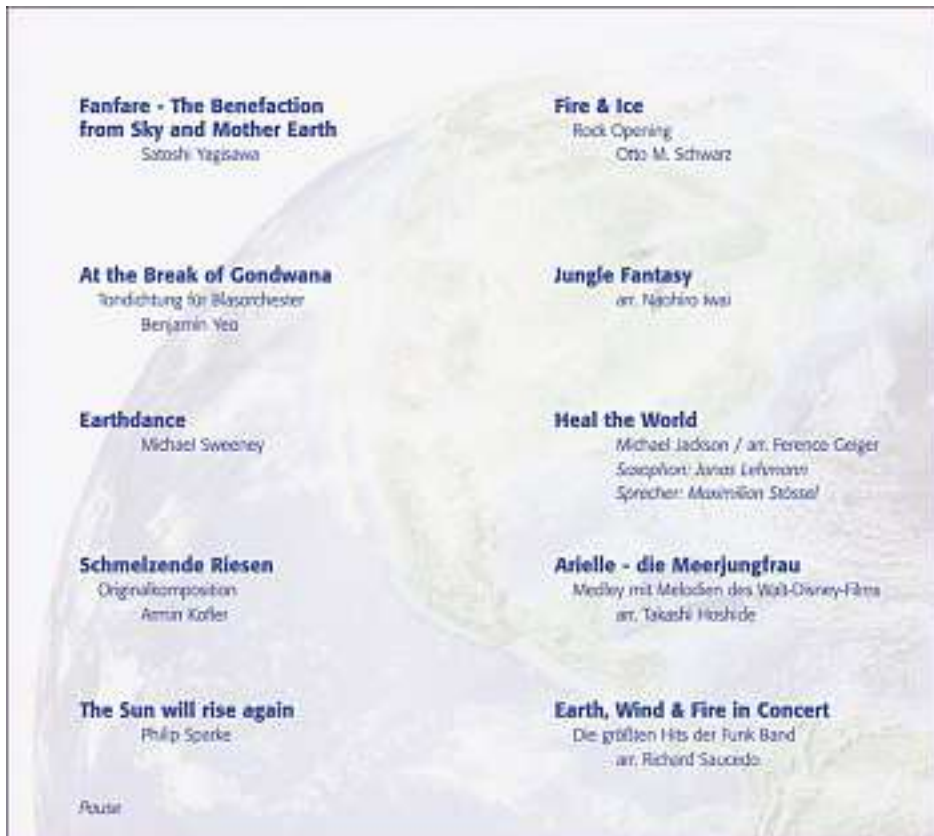 Fanfare - The Benefaction
from Sky and Mother Earth
Satoshi Yagisawa
At the Break of Gondwana
Tondichtung für Blasorchester
Benjamin Yeo
Earthdance
Michael Sweeney
Schmelzende Riesen
Originalkomposition
Armin Kofler
The Sun will rise again
Philip Sparke
Pause
Fire & Ice
Rock Opening
Otto M. Schwarz
Jungle Fantasy
arr. Naohiro Iwai
Heal the World
Michael Jackson / arr. Ference Geiger
Saxophon: Jonas Lehmann
Sprecher: Maximilian Stössel
Arielle - die Meerjungfrau
Medley mit Melodien des Walt-Disney-Films
arr. Takashi Hoshide
Earth, Wind & Fire in Concert
Die größten Hits der Funk Band
arr. Richard Saucedo